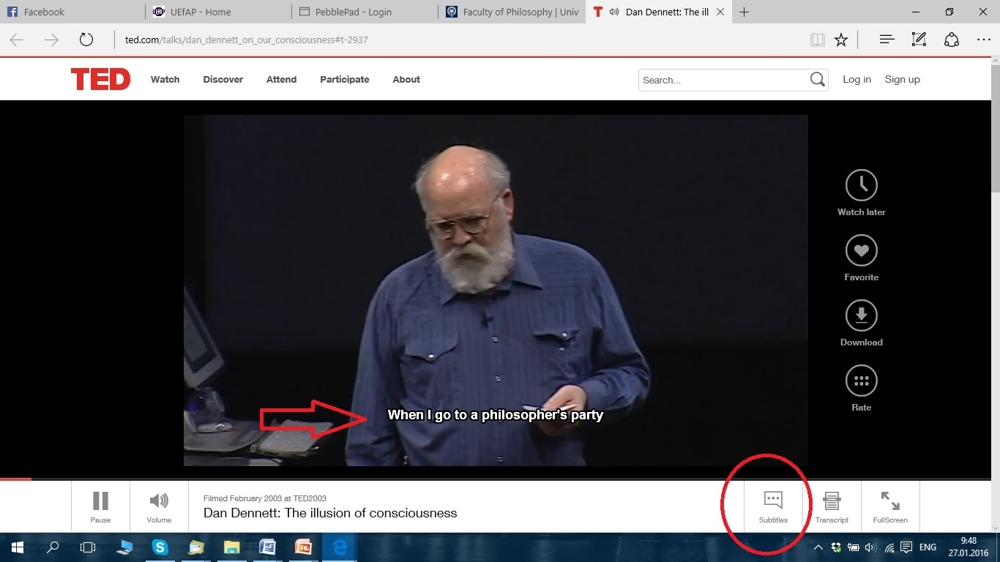 Facebook
UEfAP - Home
PebblePad - Login
Faculty of Philosophy | Univ
Dan Dennett: The ill
ted.com/talks/dan_dennett_on_our_consciousness#t-2937
TED
Watch
Discover
Attend
Participate
About
Search...
Log in
Sign up
Watch later
Favorite
Download
Rate
When I go to a philosopher's party
Pause
Volume
Filmed February 2003 at TED2003
Dan Dennett: The illusion of consciousness
Subtitles
Transcript
FullScreen
ENG
9:48
27.01.2016